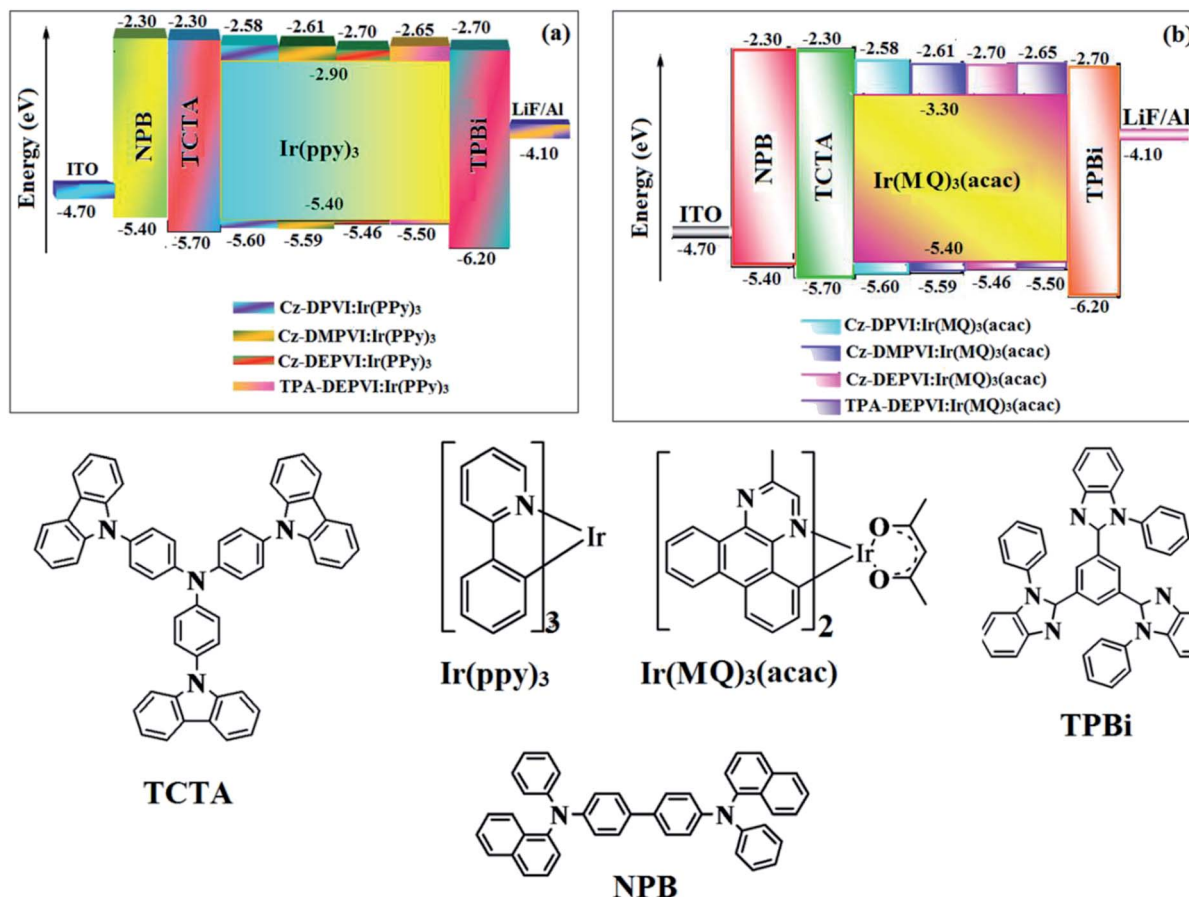 (a)
-2.30 -2.30 -2.58 -2.61 -2.70 -2.65 -2.70
Energy (eV)
ITO
-4.70
NPB
-5.40
TCTA
-5.70
-2.90
Ir(ppy)₃
-5.40
-5.60 -5.59 -5.46 -5.50
TPBi
-6.20
LiF/Al
-4.10
Cz-DPVI:Ir(PPy)₃
Cz-DMPVI:Ir(PPy)₃
Cz-DEPVI:Ir(PPy)₃
TPA-DEPVI:Ir(PPy)₃
(b)
-2.30 -2.30 -2.58 -2.61 -2.70 -2.65 -2.70
Energy (eV)
ITO
-4.70
NPB
-5.40
TCTA
-5.70
-3.30
Ir(MQ)₃(acac)
-5.40
-5.60 -5.59 -5.46 -5.50
TPBi
-6.20
LiF/Al
-4.10
Cz-DPVI:Ir(MQ)₃(acac)
Cz-DMPVI:Ir(MQ)₃(acac)
Cz-DEPVI:Ir(MQ)₃(acac)
TPA-DEPVI:Ir(MQ)₃(acac)
N N
N
N
TCTA
N
Ir
3
Ir(ppy)₃
N
N
Ir
O
O
2
Ir(MQ)₃(acac)
N N
N N
N N
TPBi
N N
NPB